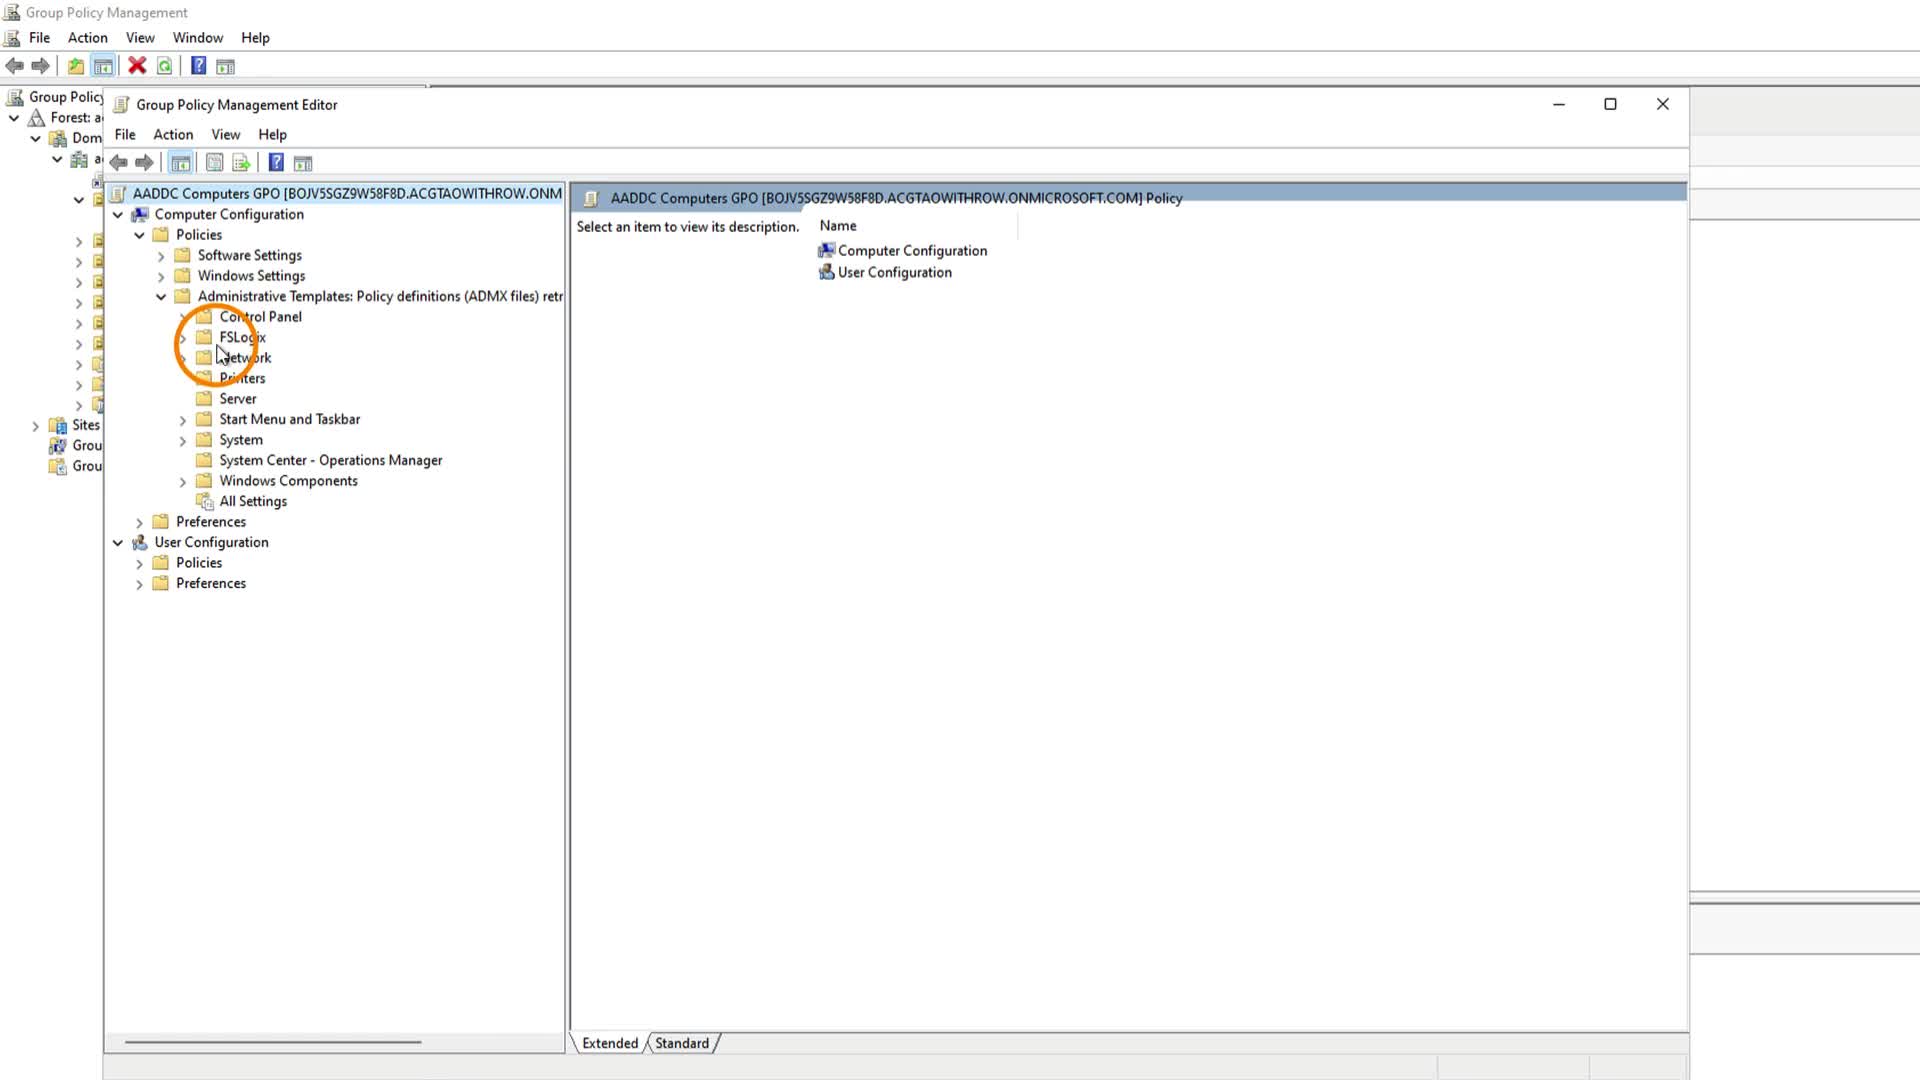 Group Policy Management
File Action View Window Help
Group Policy
Forest: a
Dom
a
Sites
Grou
Grou
Group Policy Management Editor
File Action View Help
AADDC Computers GPO [BOJV5SGZ9W58F8D.ACGTAOWITHROW.ONM
Computer Configuration
Policies
Software Settings
Windows Settings
Administrative Templates: Policy definitions (ADMX files) retr
Control Panel
FSLogix
Network
Printers
Server
Start Menu and Taskbar
System
System Center - Operations Manager
Windows Components
All Settings
Preferences
User Configuration
Policies
Preferences
AADDC Computers GPO [BOJV5SGZ9W58F8D.ACGTAOWITHROW.ONMICROSOFT.COM] Policy
Select an item to view its description.
Name
Computer Configuration
User Configuration
Extended Standard